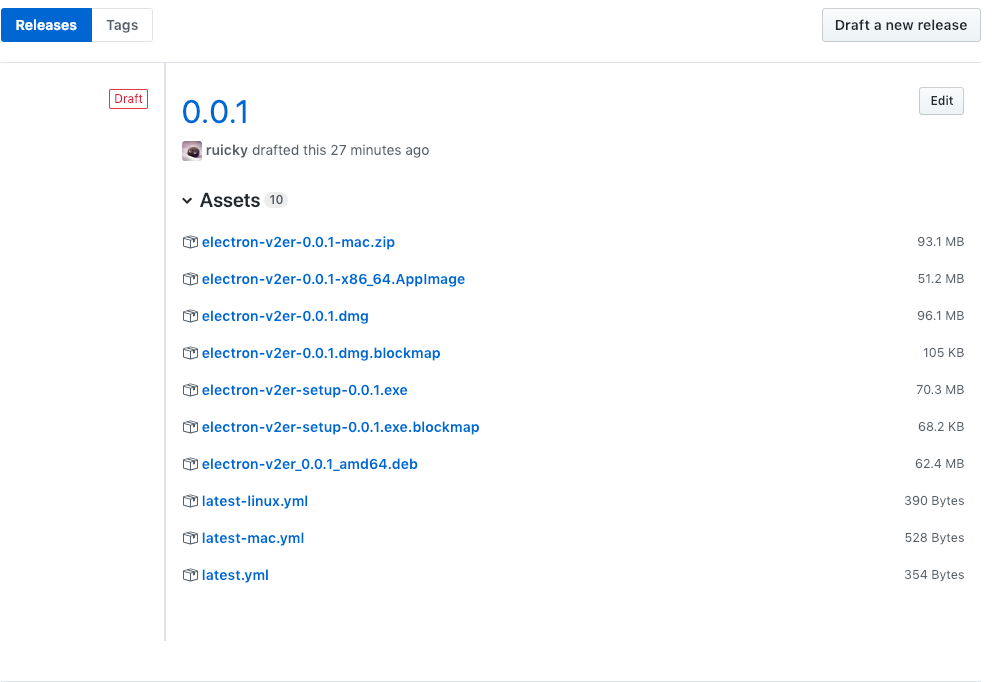 Releases Tags Draft a new release
Draft
0.0.1 Edit
ruicky drafted this 27 minutes ago
Assets 10
electron-v2er-0.0.1-mac.zip 93.1 MB
electron-v2er-0.0.1-x86_64.AppImage 51.2 MB
electron-v2er-0.0.1.dmg 96.1 MB
electron-v2er-0.0.1.dmg.blockmap 105 KB
electron-v2er-setup-0.0.1.exe 70.3 MB
electron-v2er-setup-0.0.1.exe.blockmap 68.2 KB
electron-v2er_0.0.1_amd64.deb 62.4 MB
latest-linux.yml 390 Bytes
latest-mac.yml 528 Bytes
latest.yml 354 Bytes